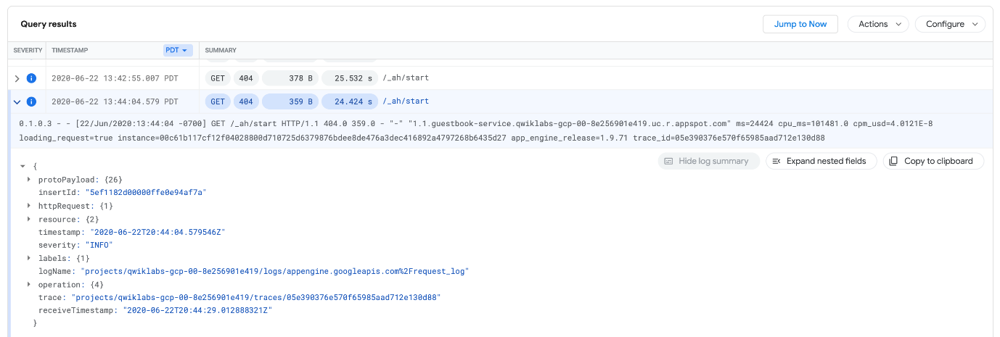 Query results
Jump to Now
Actions
Configure
SEVERITY TIMESTAMP PDT SUMMARY
2020-06-22 13:42:55.007 PDT GET 404 378 B 25.532 s /_ah/start
2020-06-22 13:44:04.579 PDT GET 404 359 B 24.424 s /_ah/start
0.1.0.3 - - [22/Jun/2020:13:44:04 -0700] GET /_ah/start HTTP/1.1 404.0 359.0 - "-" "1.1.guestbook-service.qwiklabs-gcp-00-8e256901e419.uc.r.appspot.com" ms=24424 cpu_ms=101481.0 cpm_usd=4.0121E-8
loading_request=true instance=00c61b117cf12f04028800d710725d6379876bdee8de476a3dec416892a4797268b6435d27 app_engine_release=1.9.71 trace_id=05e390376e570f65985aad712e130d88
Hide log summary
Expand nested fields
Copy to clipboard
{
protoPayload: {26}
insertId: "5ef1182d00000ffe0e94af7a"
httpRequest: {1}
resource: {2}
timestamp: "2020-06-22T20:44:04.579546Z"
severity: "INFO"
labels: {1}
logName: "projects/qwiklabs-gcp-00-8e256901e419/logs/appengine.googleapis.com%2Frequest_log"
operation: {4}
trace: "projects/qwiklabs-gcp-00-8e256901e419/traces/05e390376e570f65985aad712e130d88"
receiveTimestamp: "2020-06-22T20:44:29.012888321Z"
}